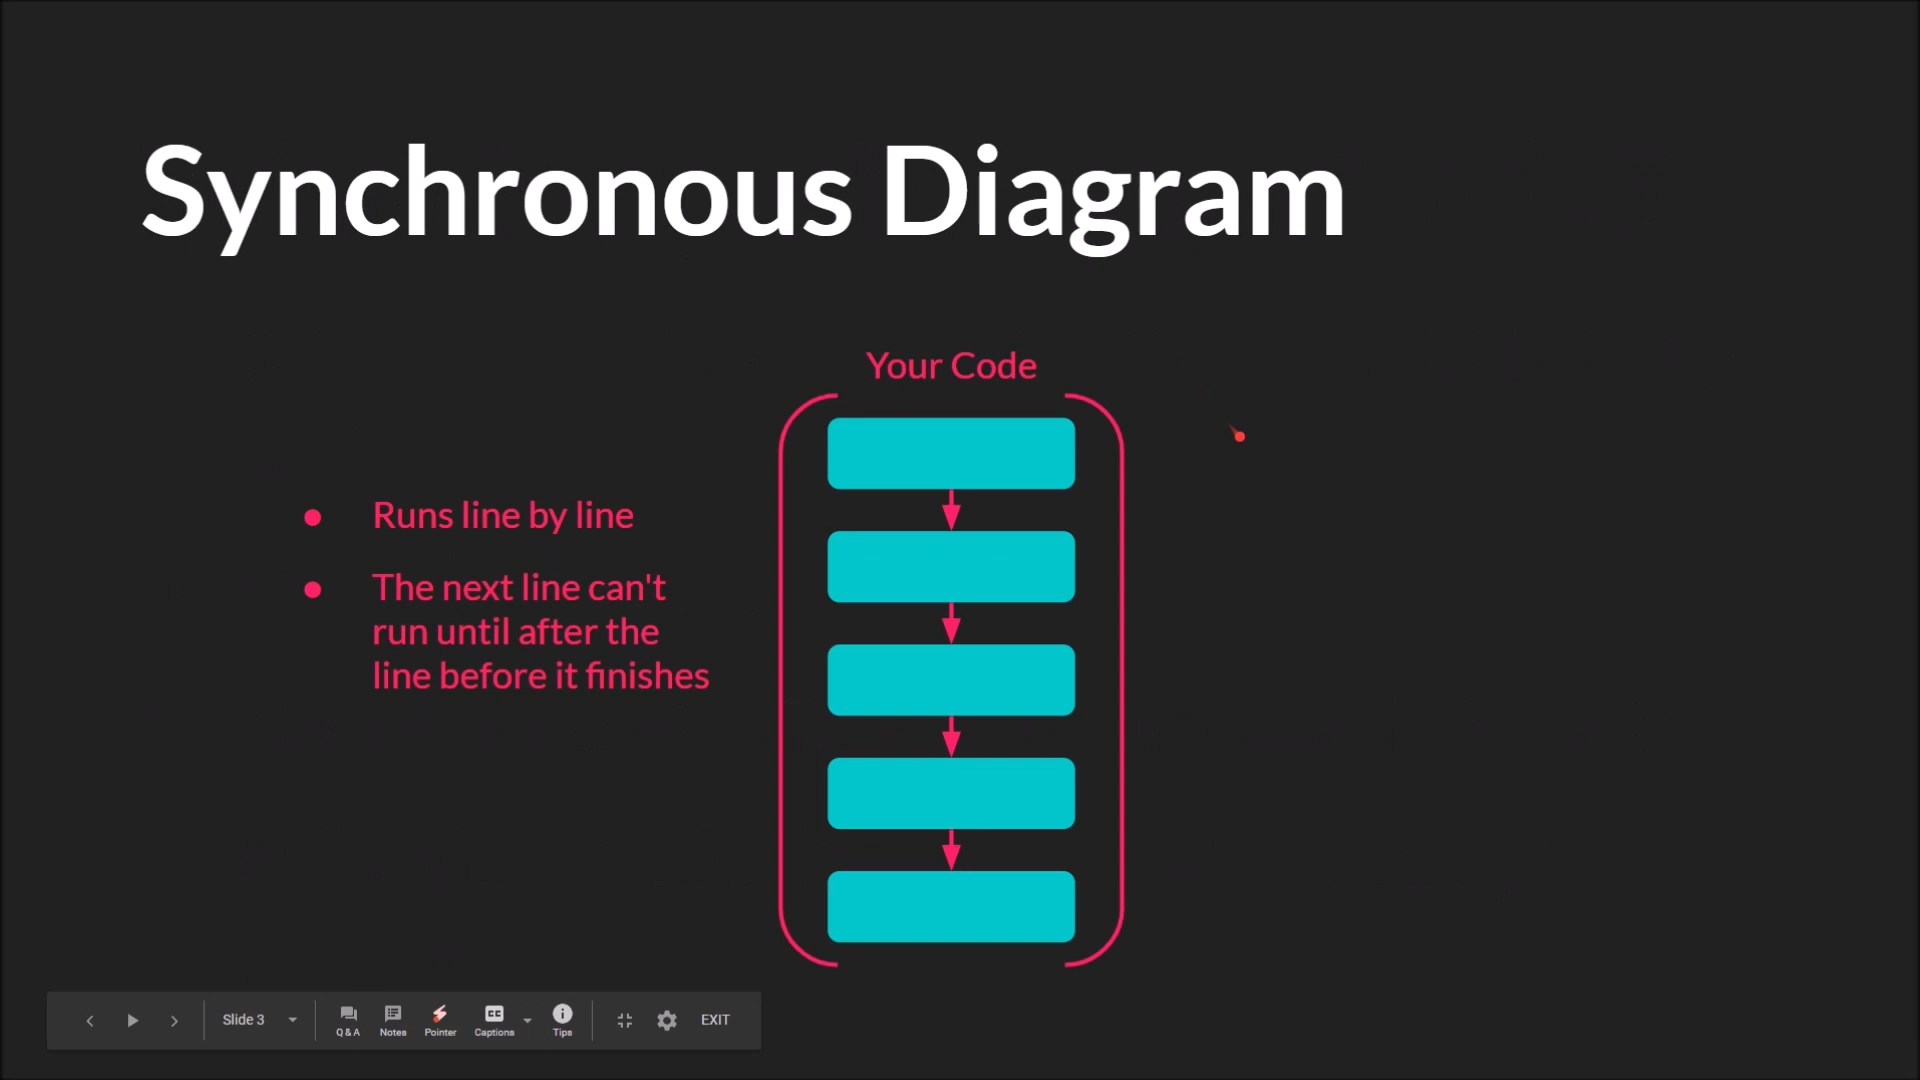 Synchronous Diagram
Your Code
● Runs line by line
● The next line can't
run until after the
line before it finishes
Slide 3
Q & A
Notes
Pointer
CC
Captions
Tips
EXIT